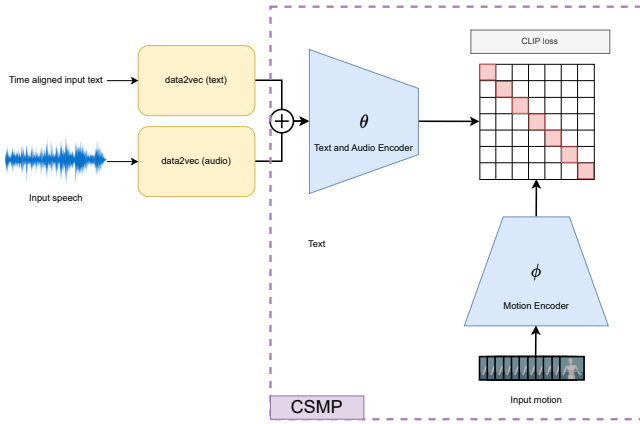 CLIP loss
Time aligned input text
data2vec (text)
θ
Text and Audio Encoder
data2vec (audio)
Input speech
Text
ϕ
Motion Encoder
Input motion
CSMP